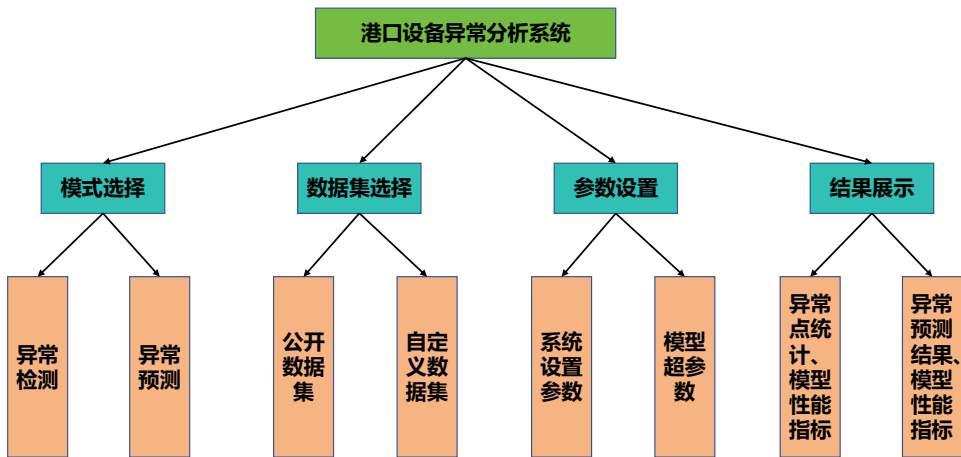 港口设备异常分析系统
模式选择
数据集选择
参数设置
结果展示
异常
检测
异常
预测
公开
数据
集
自定
义数
据集
系统
设置
参数
模型
超参
数
异常
点统
计、
模型
性能
指标
异常
预测
结果、
模型
性能
指标